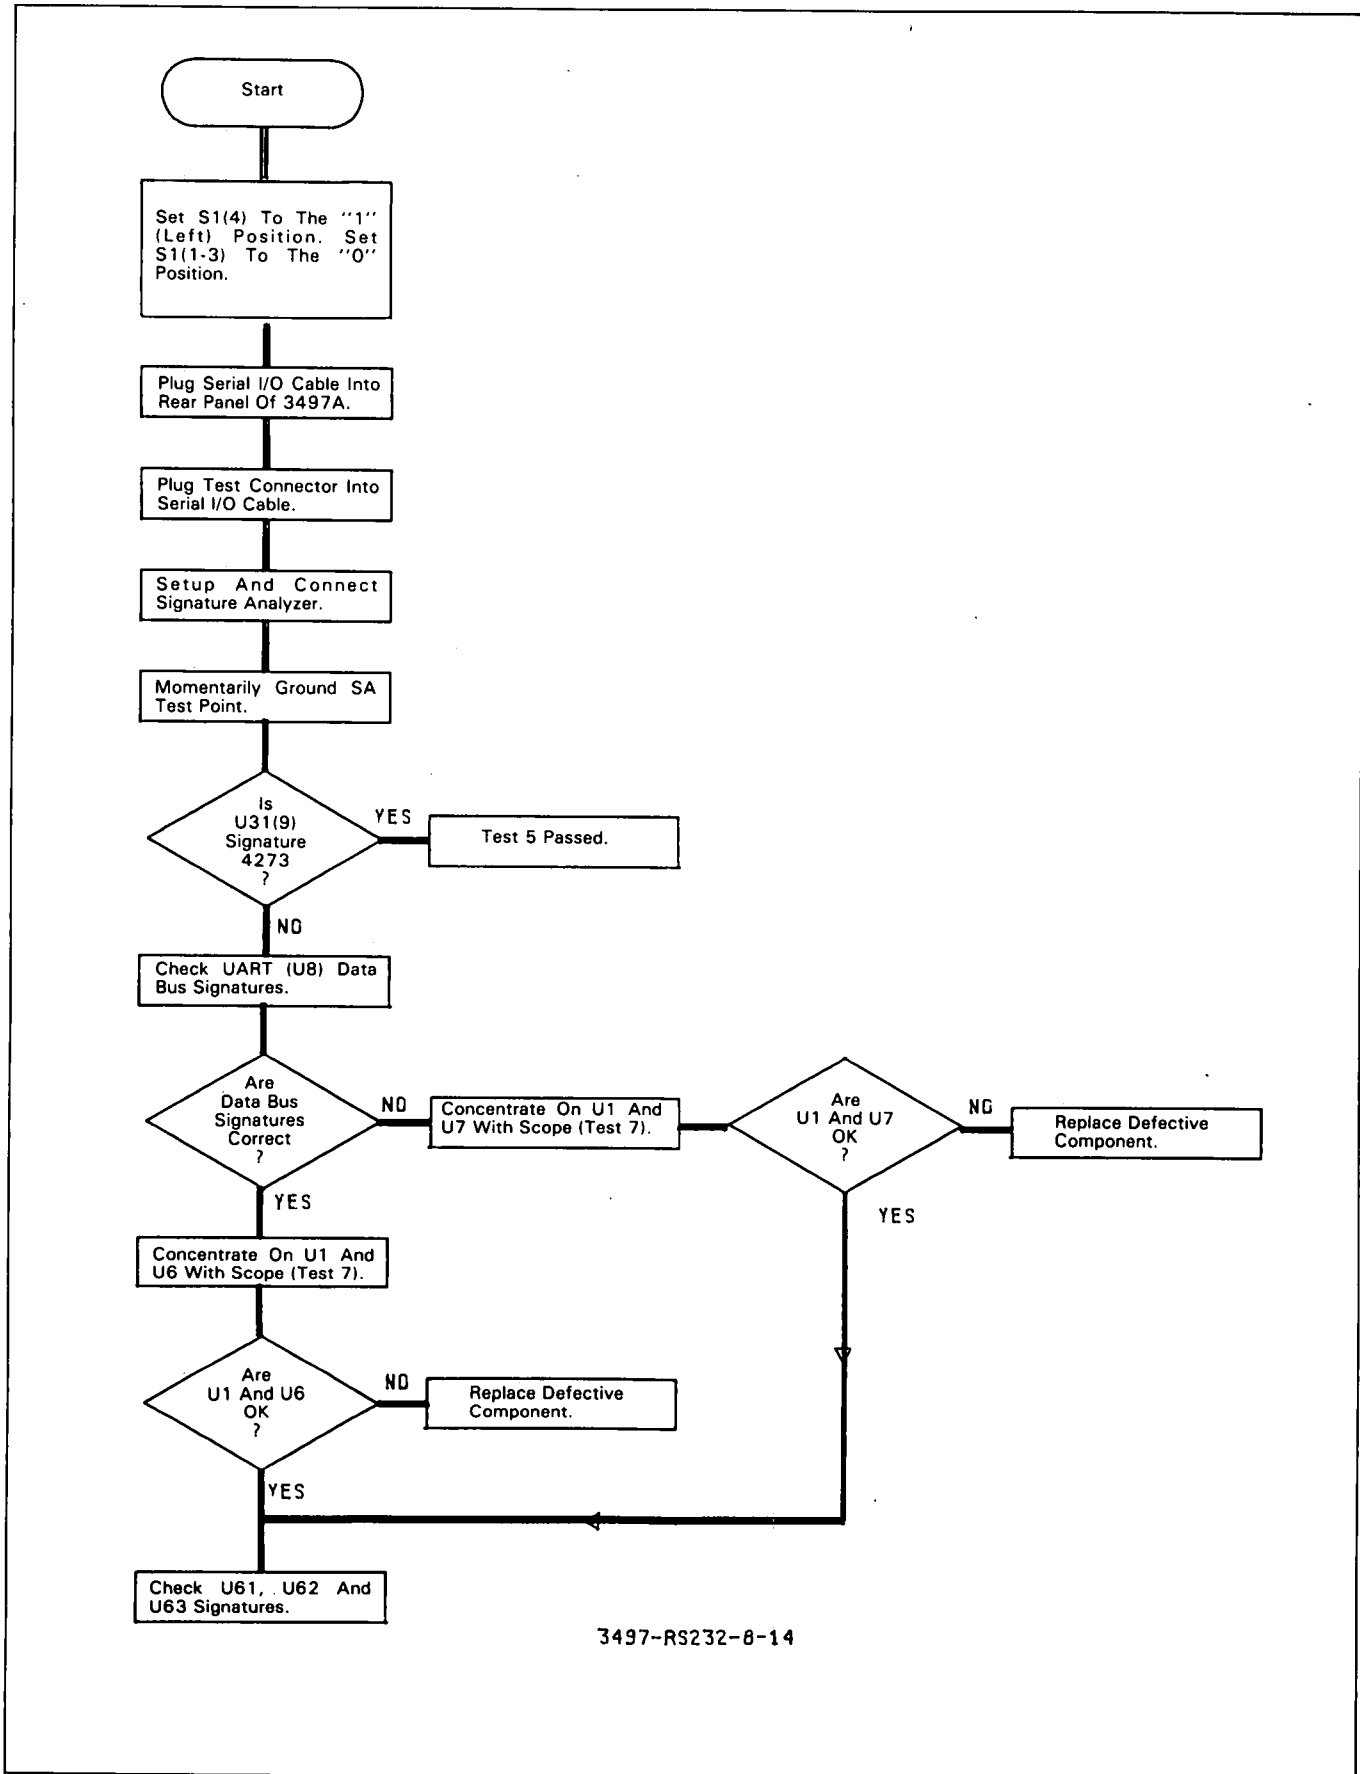 Start
Set S1(4) To The ''1''
(Left) Position. Set
S1(1-3) To The ''0''
Position.
Plug Serial I/O Cable Into
Rear Panel Of 3497A.
Plug Test Connector Into
Serial I/O Cable.
Setup And Connect
Signature Analyzer.
Momentarily Ground SA
Test Point.
Is
U31(9)
Signature
4273
?
YES
Test 5 Passed.
NO
Check UART (U8) Data
Bus Signatures.
Are
Data Bus
Signatures
Correct
?
NO
Concentrate On U1 And
U7 With Scope (Test 7).
Are
U1 And U7
OK
?
NO
Replace Defective
Component.
YES
YES
Concentrate On U1 And
U6 With Scope (Test 7).
Are
U1 And U6
OK
?
NO
Replace Defective
Component.
YES
Check U61, U62 And
U63 Signatures.
3497-RS232-8-14